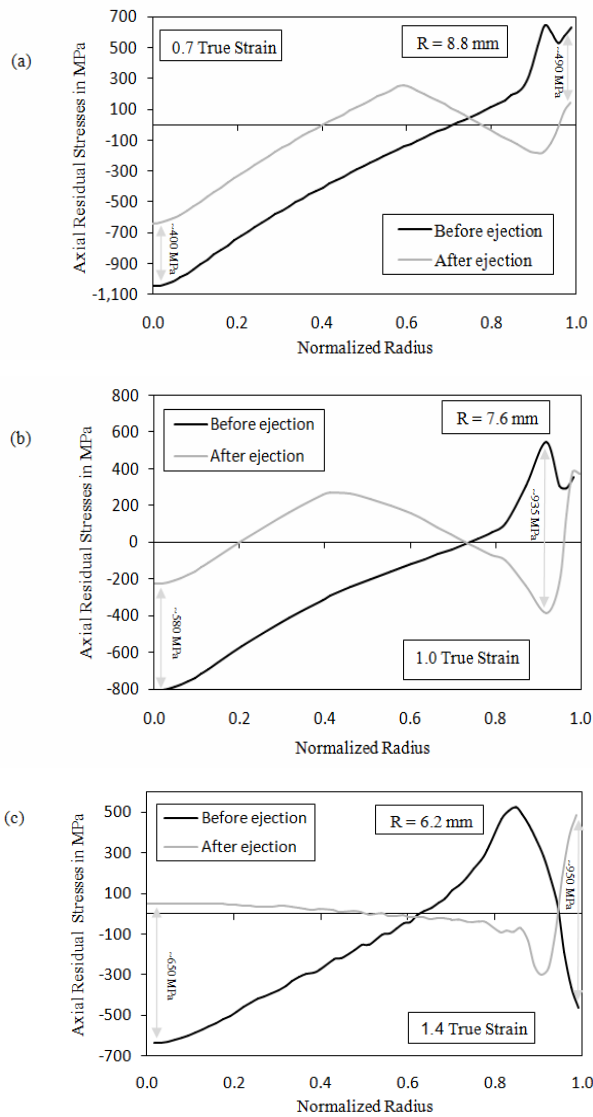 (a)
Axial Residual Stresses in MPa
700
500
300
100
-100
-300
-500
-700
-900
-1,100
0.7 True Strain
R = 8.8 mm
~490 MPa
~400 MPa
Before ejection
After ejection
0.0 0.2 0.4 0.6 0.8 1.0
Normalized Radius
(b)
Axial Residual Stresses in MPa
800
600
400
200
0
-200
-400
-600
-800
Before ejection
After ejection
R = 7.6 mm
~935 MPa
~580 MPa
1.0 True Strain
0.0 0.2 0.4 0.6 0.8 1.0
Normalized Radius
(c)
Axial Residual Stresses in MPa
500
300
100
-100
-300
-500
-700
Before ejection
After ejection
R = 6.2 mm
~950 MPa
~650 MPa
1.4 True Strain
0.0 0.2 0.4 0.6 0.8 1.0
Normalized Radius